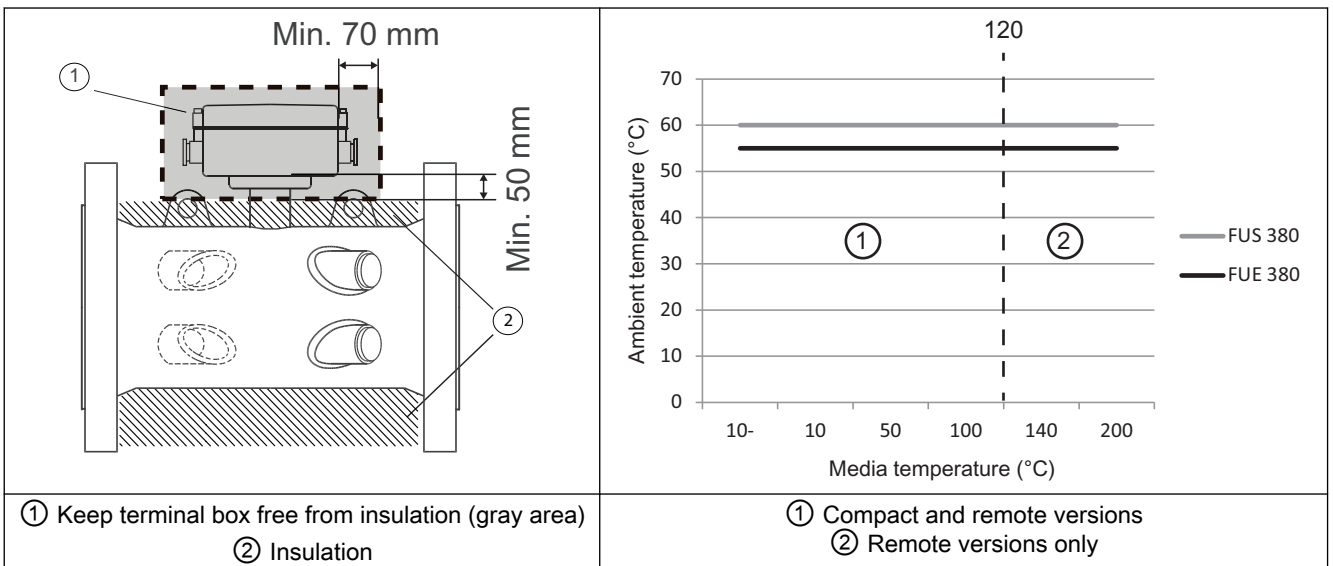 Min. 70 mm
①
Min. 50 mm
②
① Keep terminal box free from insulation (gray area)
② Insulation
120
70
60
50
40
30
20
10
0
Ambient temperature (°C)
① ②
FUS 380
FUE 380
10- 10 50 100 140 200
Media temperature (°C)
① Compact and remote versions
② Remote versions only